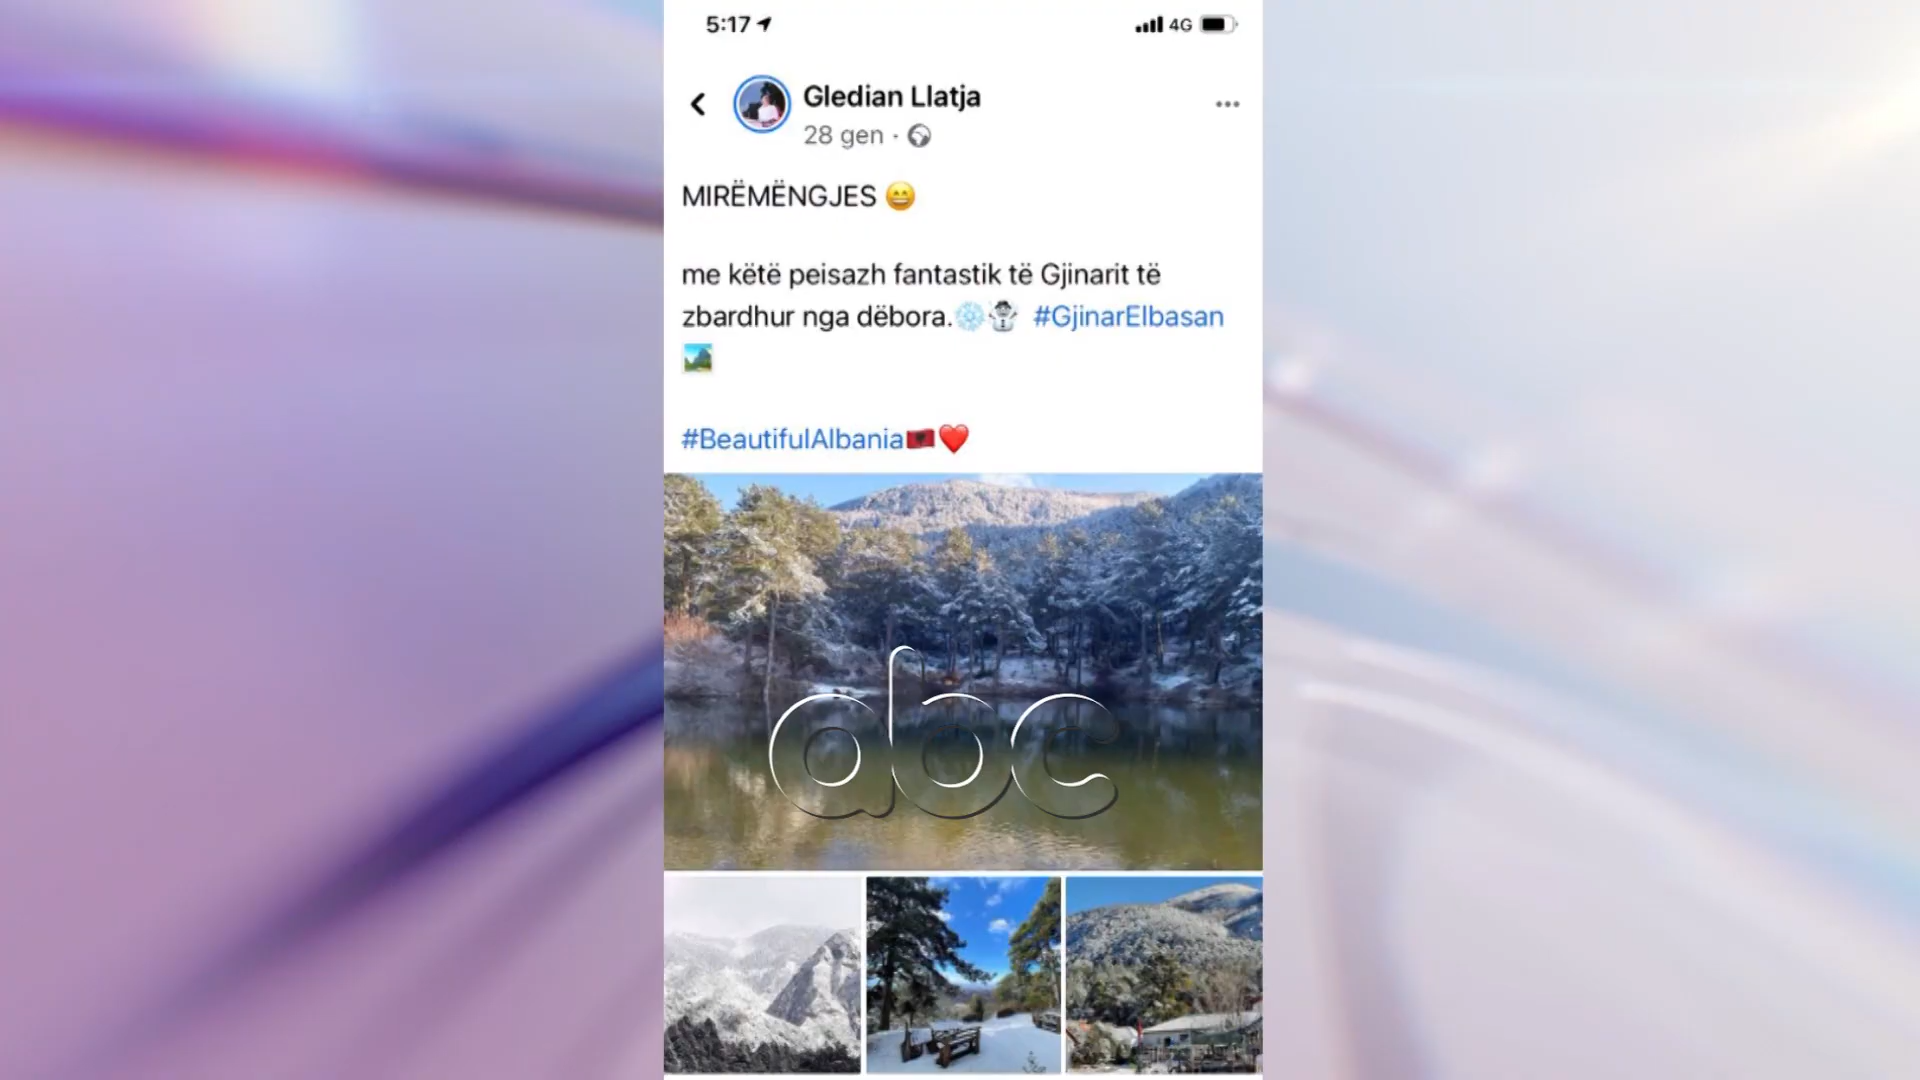 5:17
4G
Gledian Llatja
28 gen ·
MIRËMËNGJES 😁
me këtë peisazh fantastik të Gjinarit të
zbardhur nga dëbora.❄️☃️ #GjinarElbasan
🏞️
#BeautifulAlbania🇦🇱❤️
abc